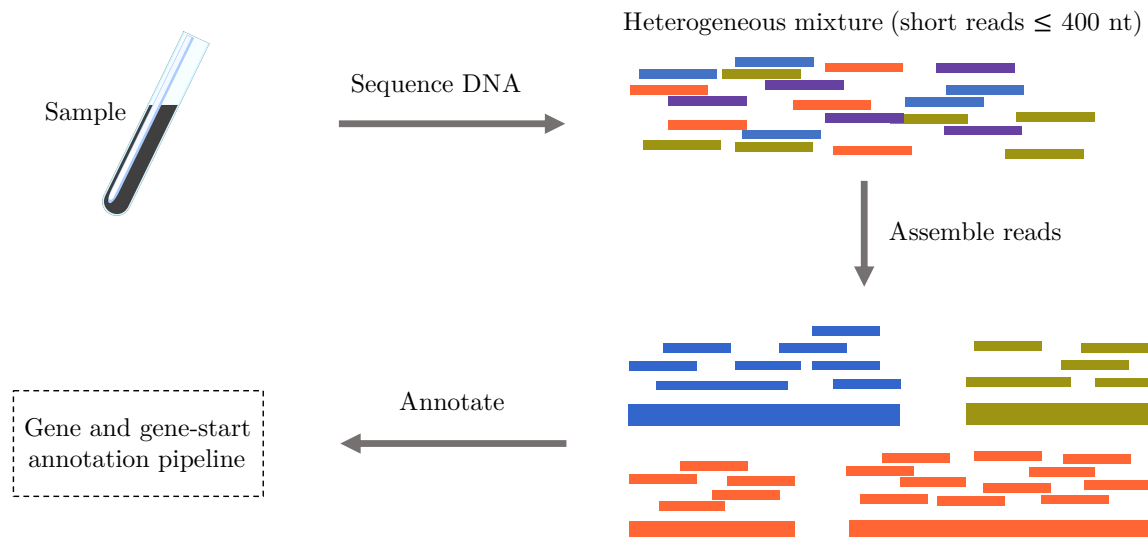 Heterogeneous mixture (short reads ≤ 400 nt)
Sample
Sequence DNA
Assemble reads
Annotate
Gene and gene-start
annotation pipeline